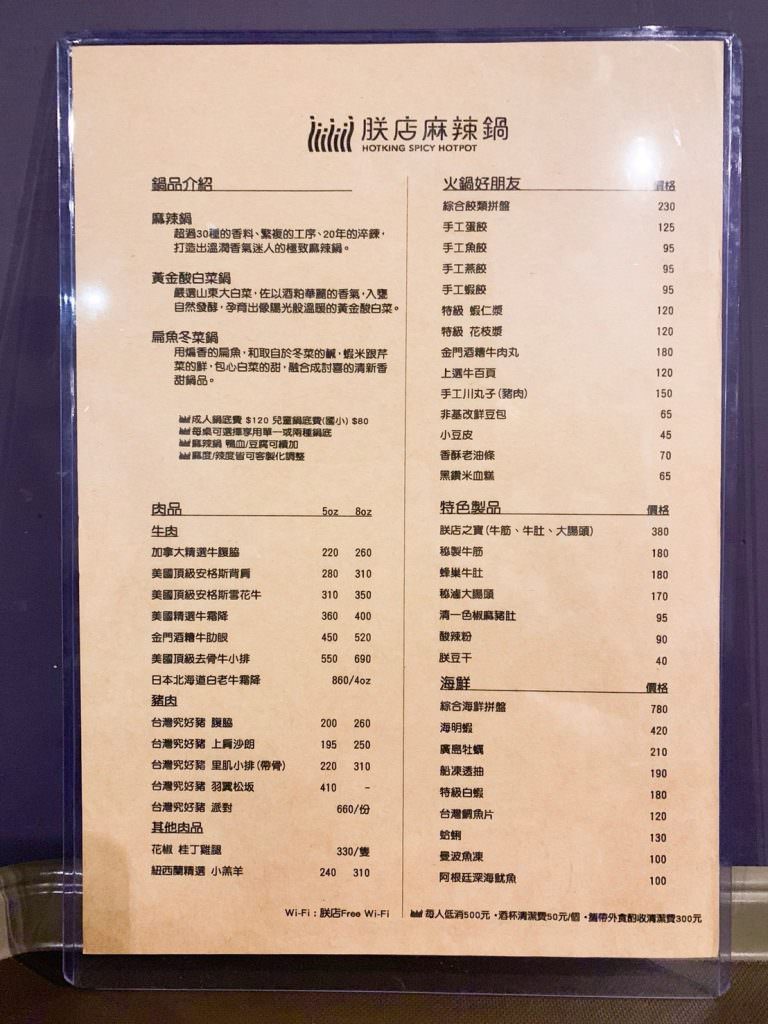 朕店麻辣鍋
HOTKING SPICY HOTPOT
鍋品介紹
麻辣鍋
超過30種的香料、繁複的工序、20年的淬鍊，
打造出溫潤香氣迷人的極致麻辣鍋。
黃金酸白菜鍋
嚴選山東大白菜，佐以酒粕華麗的香氣，入甕
自然發酵，孕育出像陽光般溫暖的黃金酸白菜。
扁魚冬菜鍋
用煸香的扁魚，和取自於冬菜的鹹，蝦米跟芹
菜的鮮，包心白菜的甜，融合成討喜的清新香
甜鍋品。
成人鍋底費 $120 兒童鍋底費(國小) $80
每桌可選擇享用單一或兩種鍋底
麻辣鍋 鴨血/豆腐可續加
麻度/辣度皆可客製化調整
肉品 5oz 8oz
牛肉
加拿大精選牛腹脇 220 260
美國頂級安格斯背肩 280 310
美國頂級安格斯雪花牛 310 350
美國精選牛霜降 360 400
金門酒糟牛肋眼 450 520
美國頂級去骨牛小排 550 690
日本北海道白老牛霜降 860/4oz
豬肉
台灣究好豬 腹脇 200 260
台灣究好豬 上肩沙朗 195 250
台灣究好豬 里肌小排(帶骨) 220 310
台灣究好豬 羽翼松坂 410 -
台灣究好豬 派對 660/份
其他肉品
花椒 桂丁雞腿 330/隻
紐西蘭精選 小羔羊 240 310
Wi-Fi：朕店Free Wi-Fi
火鍋好朋友 價格
綜合餃類拼盤 230
手工蛋餃 125
手工魚餃 95
手工燕餃 95
手工蝦餃 95
特級 蝦仁漿 120
特級 花枝漿 120
金門酒糟牛肉丸 180
上選牛百頁 120
手工川丸子(豬肉) 150
非基改鮮豆包 65
小豆皮 45
香酥老油條 70
黑鑽米血糕 65
特色製品 價格
朕店之寶(牛筋、牛肚、大腸頭) 380
秘製牛筋 180
蜂巢牛肚 180
秘滷大腸頭 170
清一色椒麻豬肚 95
酸辣粉 90
朕豆干 40
海鮮 價格
綜合海鮮拼盤 780
海明蝦 420
廣島牡蠣 210
船凍透抽 190
特級白蝦 180
台灣鯛魚片 120
蛤蜊 130
曼波魚凍 100
阿根廷深海魷魚 100
每人低消500元・酒杯清潔費50元/個・攜帶外食酌收清潔費300元